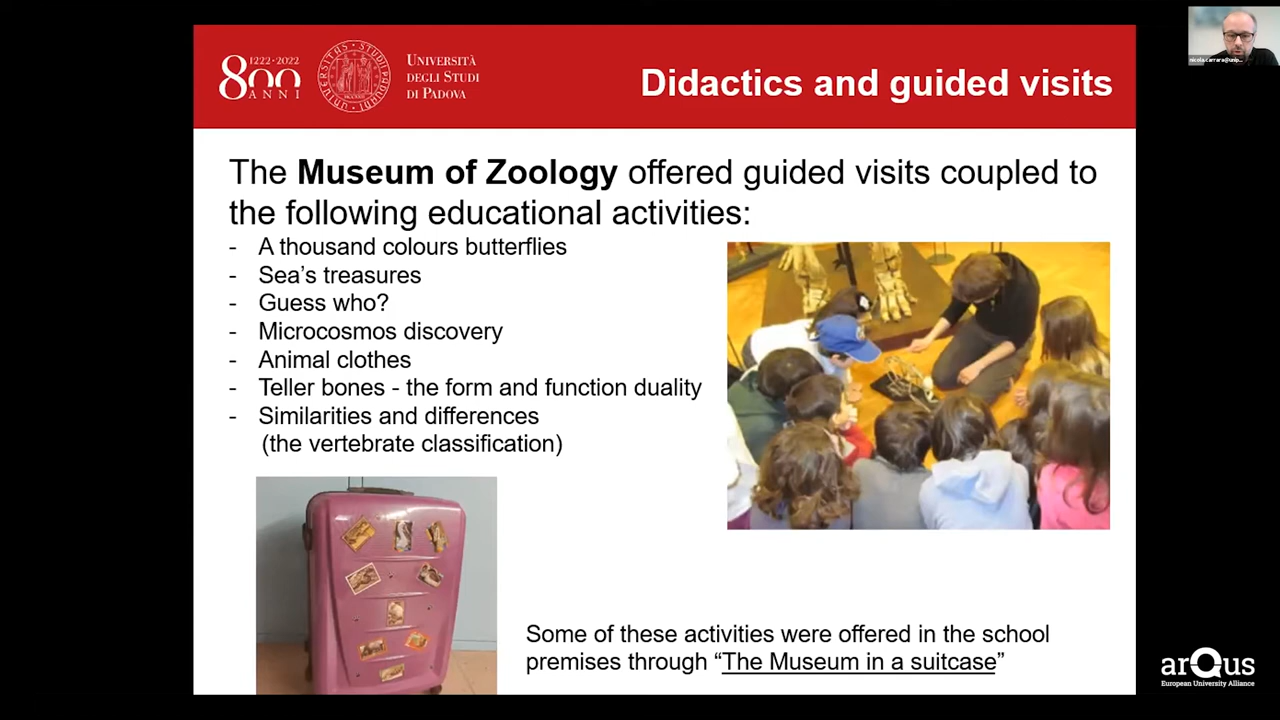 1222·2022
800
ANNI
UNIVERSITÀ
DEGLI STUDI
DI PADOVA
Didactics and guided visits
The Museum of Zoology offered guided visits coupled to
the following educational activities:
- A thousand colours butterflies
- Sea's treasures
- Guess who?
- Microcosmos discovery
- Animal clothes
- Teller bones - the form and function duality
- Similarities and differences
(the vertebrate classification)
Some of these activities were offered in the school
premises through “The Museum in a suitcase”
nicola.carrara@unip...
arQus
European University Alliance